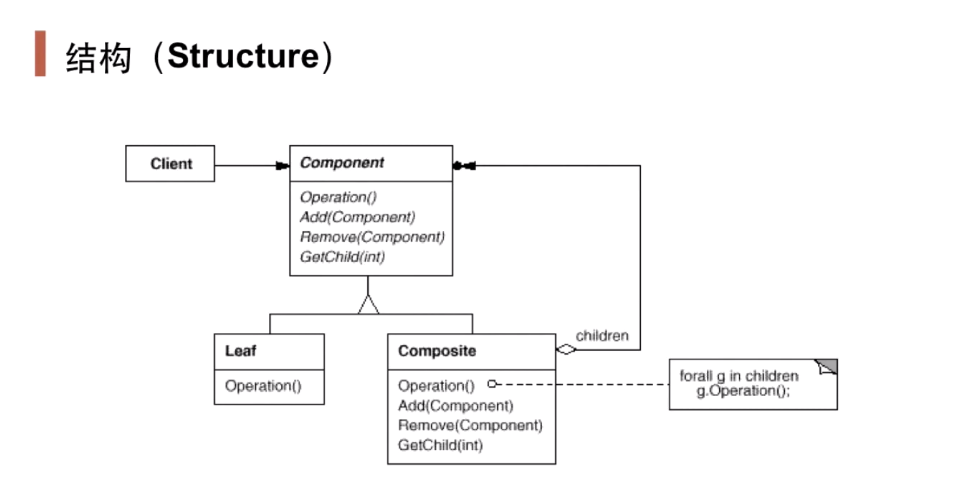 结构（Structure）
Client
Component
Operation()
Add(Component)
Remove(Component)
GetChild(int)
children
Leaf
Operation()
Composite
Operation()
Add(Component)
Remove(Component)
GetChild(int)
forall g in children
g.Operation();